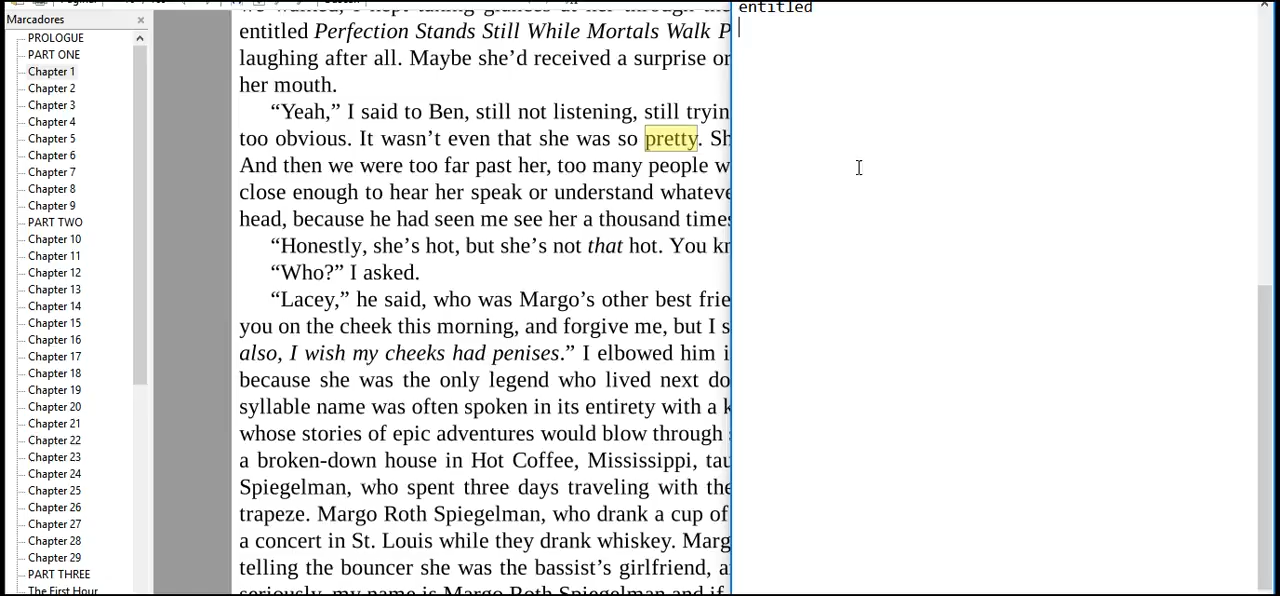 Marcadores
PROLOGUE
PART ONE
Chapter 1
Chapter 2
Chapter 3
Chapter 4
Chapter 5
Chapter 6
Chapter 7
Chapter 8
Chapter 9
PART TWO
Chapter 10
Chapter 11
Chapter 12
Chapter 13
Chapter 14
Chapter 15
Chapter 16
Chapter 17
Chapter 18
Chapter 19
Chapter 20
Chapter 21
Chapter 22
Chapter 23
Chapter 24
Chapter 25
Chapter 26
Chapter 27
Chapter 28
Chapter 29
PART THREE
The First Hour
entitled Perfection Stands Still While Mortals Walk P
laughing after all. Maybe she’d received a surprise or
her mouth.
“Yeah,” I said to Ben, still not listening, still tryin
too obvious. It wasn’t even that she was so pretty. Sh
And then we were too far past her, too many people w
close enough to hear her speak or understand whateve
head, because he had seen me see her a thousand times
“Honestly, she’s hot, but she’s not that hot. You kn
“Who?” I asked.
“Lacey,” he said, who was Margo’s other best frie
you on the cheek this morning, and forgive me, but I s
also, I wish my cheeks had penises.” I elbowed him i
because she was the only legend who lived next do
syllable name was often spoken in its entirety with a k
whose stories of epic adventures would blow through
a broken-down house in Hot Coffee, Mississippi, tau
Spiegelman, who spent three days traveling with the
trapeze. Margo Roth Spiegelman, who drank a cup of
a concert in St. Louis while they drank whiskey. Marg
telling the bouncer she was the bassist’s girlfriend, a
seriously, my name is Margo Roth Spiegelman and if
entitled